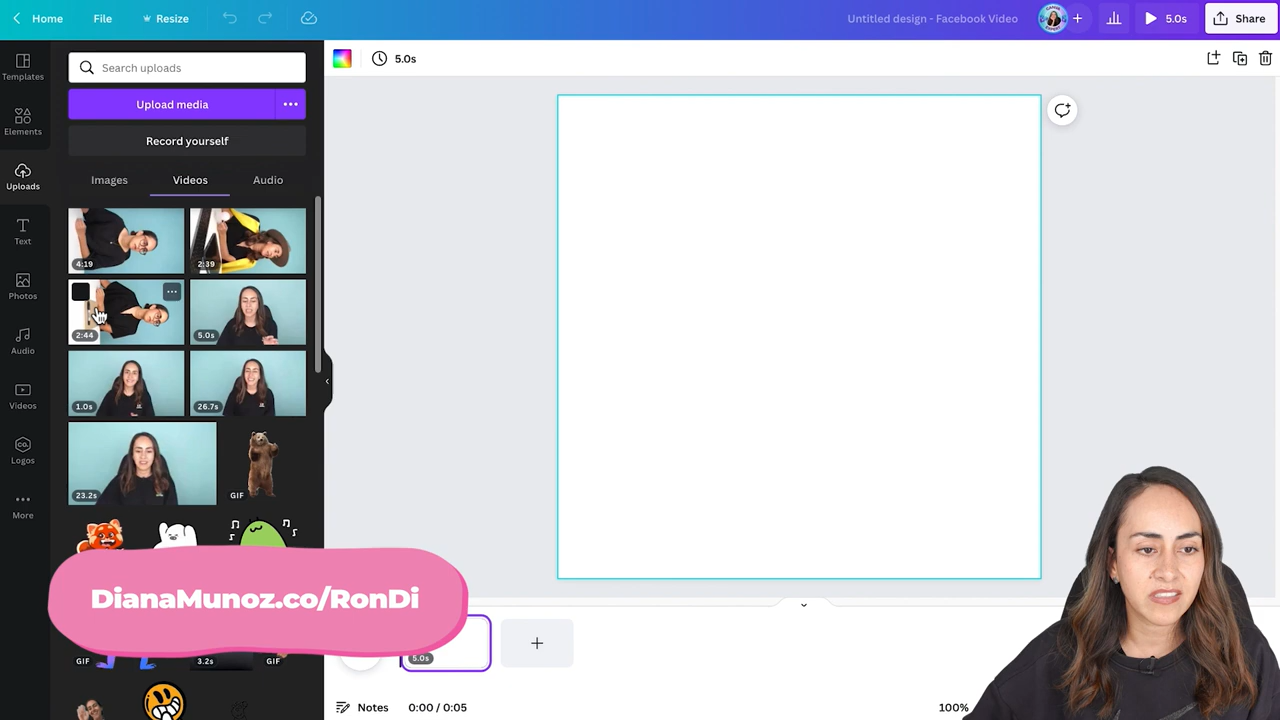 Home
File
Resize
Untitled design - Facebook Video
5.0s
Share
Templates
Elements
Uploads
Text
Photos
Audio
Videos
CO.
Logos
More
Search uploads
Upload media
Record yourself
Images
Videos
Audio
4:19
2:39
2:44
5.0s
1.0s
26.7s
23.2s
GIF
GIF
3.2s
GIF
5.0s
DianaMunoz.co/RonDi
5.0s
Notes
0:00 / 0:05
100%